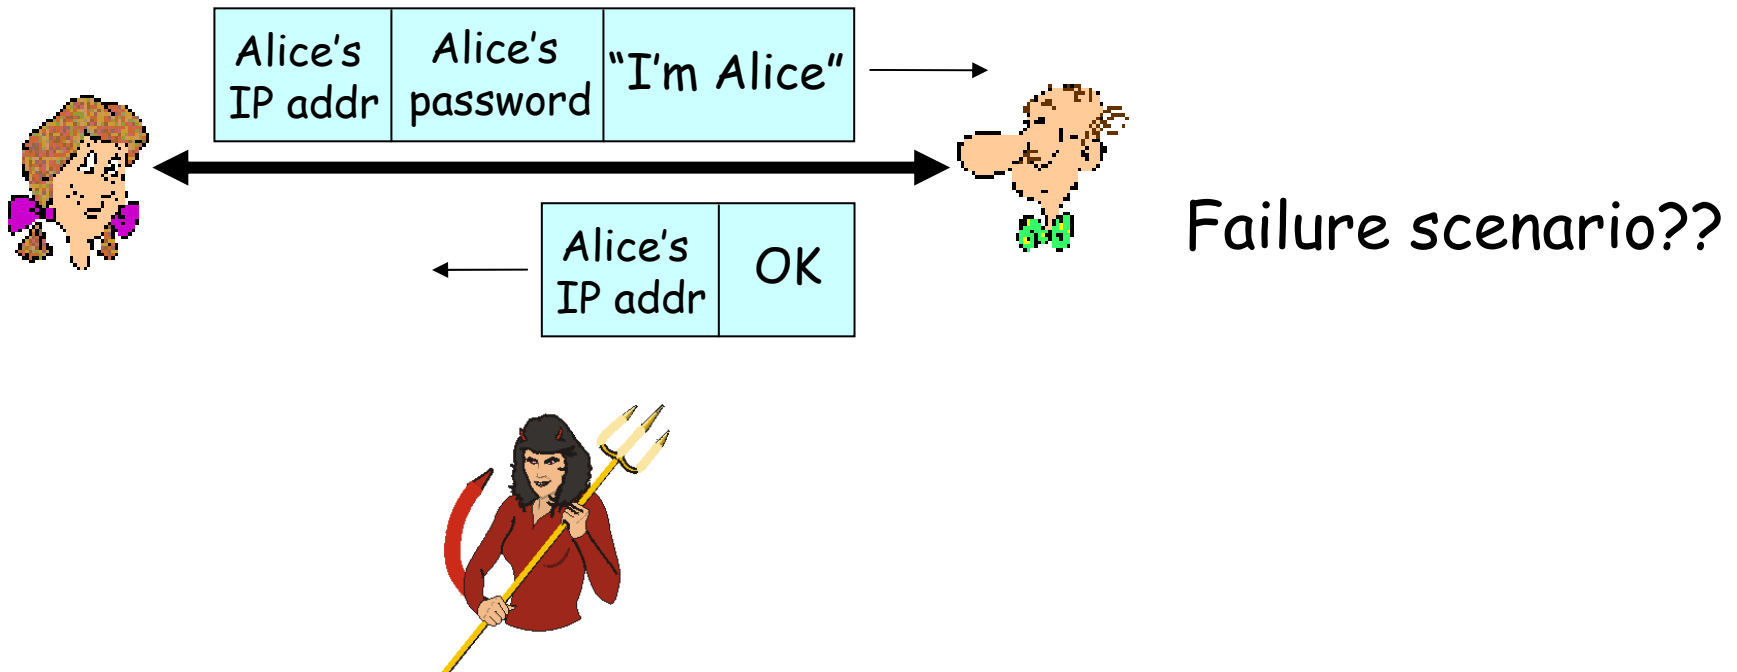 Alice’s
IP addr
Alice’s
password
“I’m Alice”
Alice’s
IP addr
OK
Failure scenario??